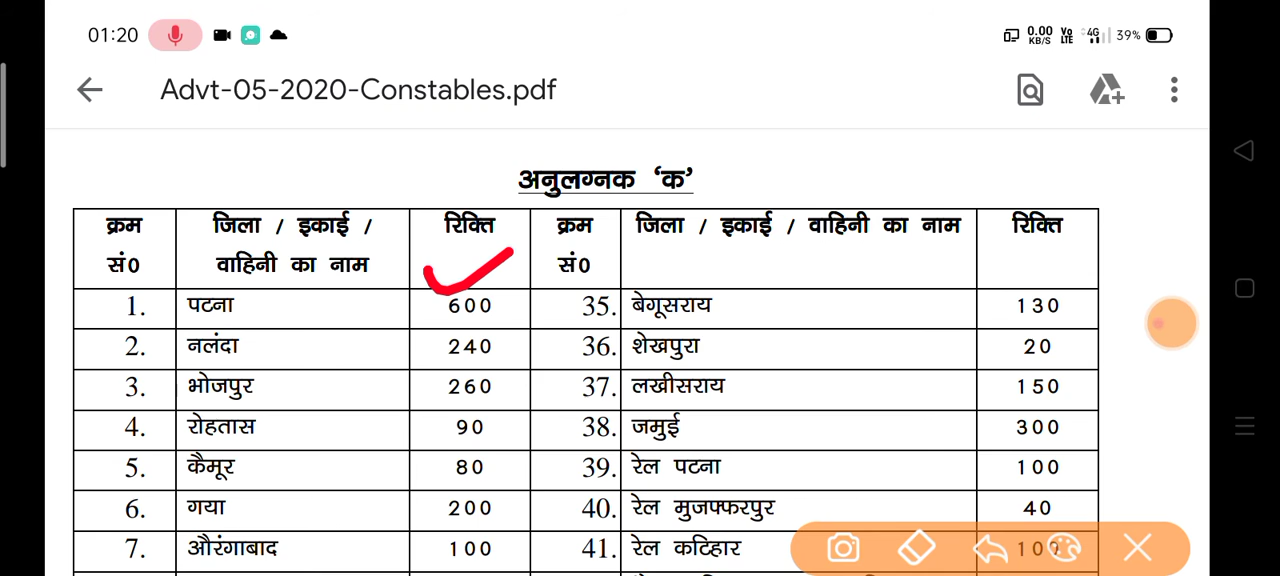 01:20 0.00 KB/S Vo LTE 4G 39%
Advt-05-2020-Constables.pdf
अनुलग्नक ‘क’
क्रम सं0 जिला / इकाई / वाहिनी का नाम रिक्ति क्रम सं0 जिला / इकाई / वाहिनी का नाम रिक्ति
1. पटना 600 35. बेगूसराय 130
2. नलंदा 240 36. शेखपुरा 20
3. भोजपुर 260 37. लखीसराय 150
4. रोहतास 90 38. जमुई 300
5. कैमूर 80 39. रेल पटना 100
6. गया 200 40. रेल मुजफ्फरपुर 40
7. औरंगाबाद 100 41. रेल कटिहार 100